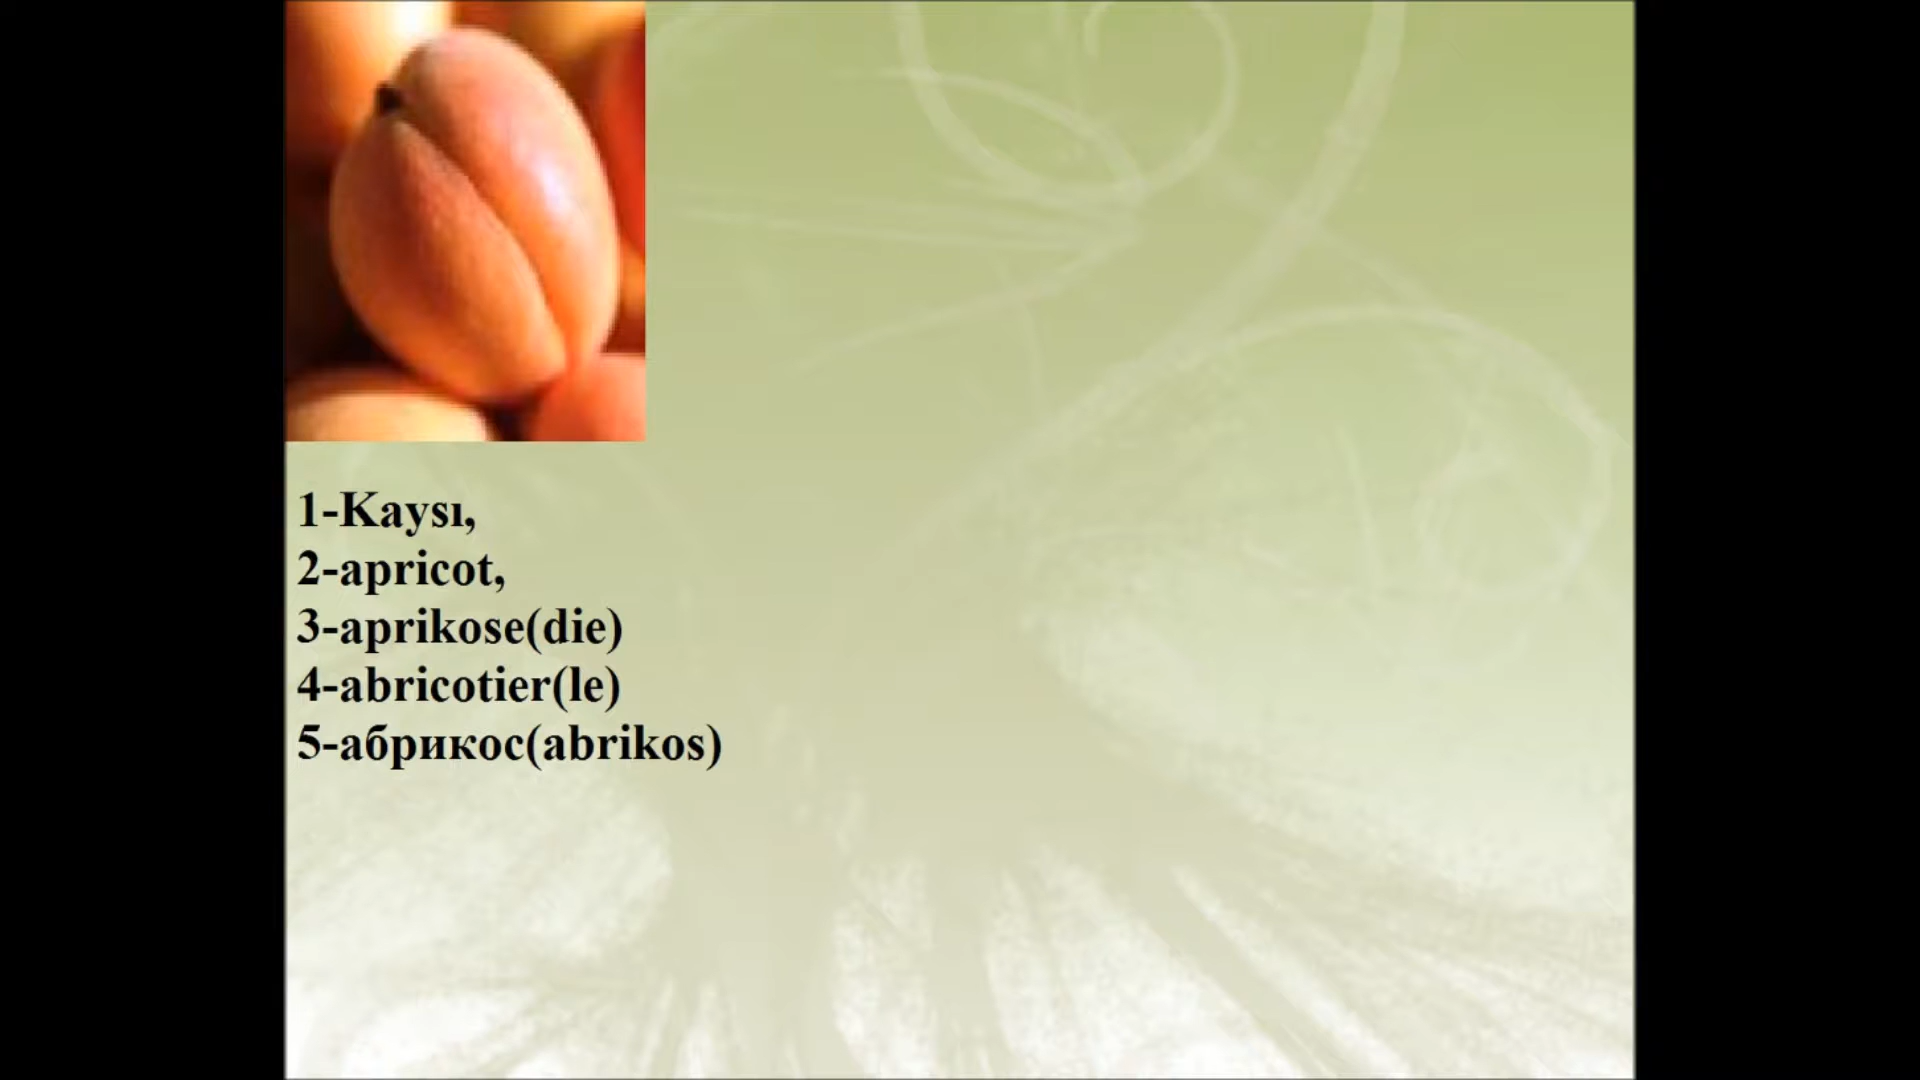 1-Kaysı,
2-apricot,
3-aprikose(die)
4-abricotier(le)
5-абрикос(abrikos)